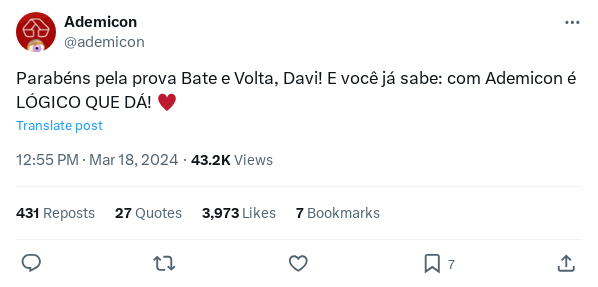 Ademicon
@ademicon
Parabéns pela prova Bate e Volta, Davi! E você já sabe: com Ademicon é
LÓGICO QUE DÁ! ♥️
Translate post
12:55 PM · Mar 18, 2024 · 43.2K Views
431 Reposts 27 Quotes 3,973 Likes 7 Bookmarks
7